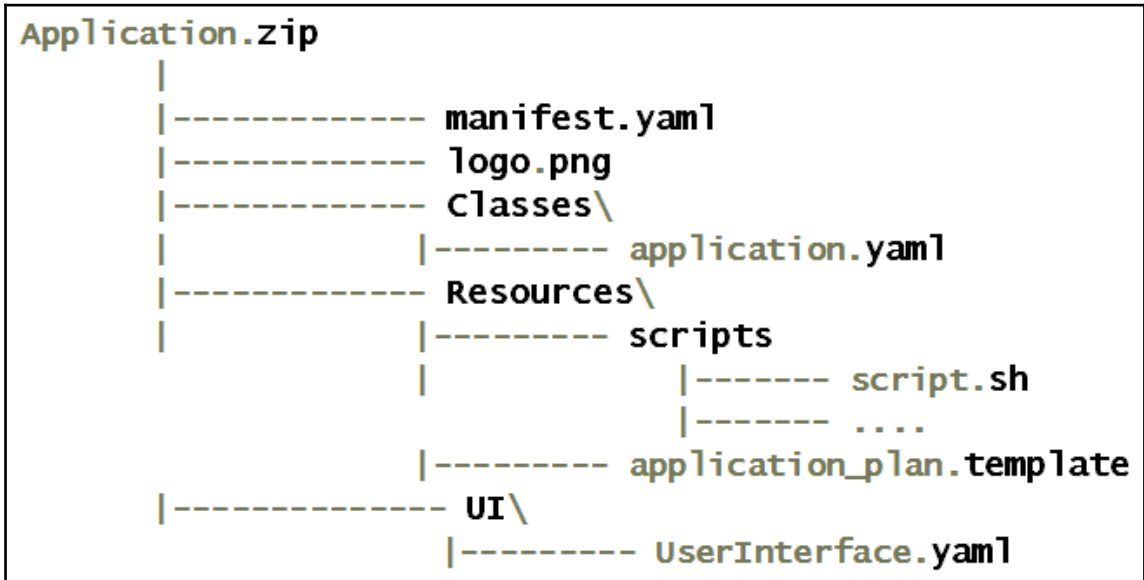 Application.zip
|
|------------- manifest.yaml
|------------- logo.png
|------------- Classes\
| |--------- application.yaml
|------------- Resources\
| |--------- scripts
| |------- script.sh
|------- ....
|--------- application_plan.template
|-------------- UI\
|--------- UserInterface.yaml